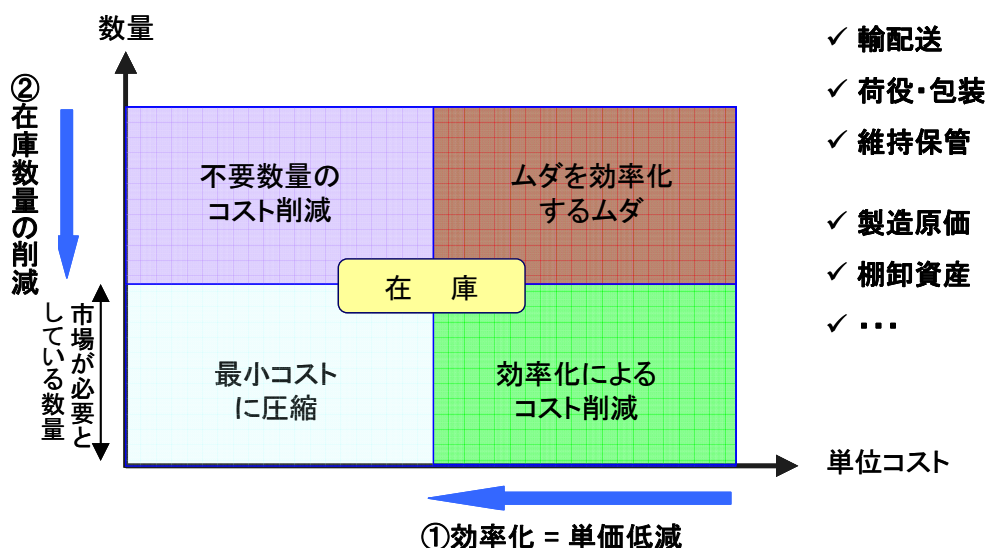 数量
②在庫数量の削減
市場が必要と
している数量
不要数量の
コスト削減
ムダを効率化
するムダ
在　庫
最小コスト
に圧縮
効率化による
コスト削減
単位コスト
①効率化 = 単価低減
✓ 輸配送
✓ 荷役・包装
✓ 維持保管
✓ 製造原価
✓ 棚卸資産
✓ ・・・